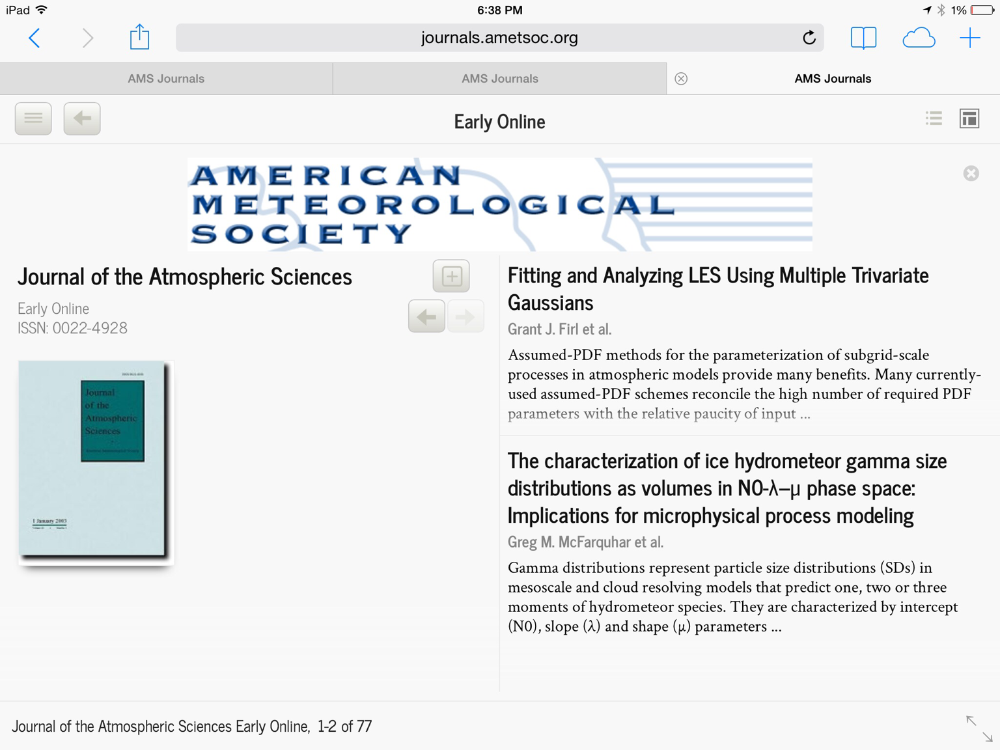 iPad
6:38 PM
1%
journals.ametsoc.org
AMS Journals
AMS Journals
AMS Journals
Early Online
AMERICAN
METEOROLOGICAL
SOCIETY
Journal of the Atmospheric Sciences
Early Online
ISSN: 0022-4928
Journal
of the
Atmospheric
Sciences
1 January 2003
Fitting and Analyzing LES Using Multiple Trivariate
Gaussians
Grant J. Firl et al.
Assumed-PDF methods for the parameterization of subgrid-scale
processes in atmospheric models provide many benefits. Many currently-
used assumed-PDF schemes reconcile the high number of required PDF
parameters with the relative paucity of input ...
The characterization of ice hydrometeor gamma size
distributions as volumes in N0-λ–μ phase space:
Implications for microphysical process modeling
Greg M. McFarquhar et al.
Gamma distributions represent particle size distributions (SDs) in
mesoscale and cloud resolving models that predict one, two or three
moments of hydrometeor species. They are characterized by intercept
(N0), slope (λ) and shape (μ) parameters ...
Journal of the Atmospheric Sciences Early Online, 1-2 of 77